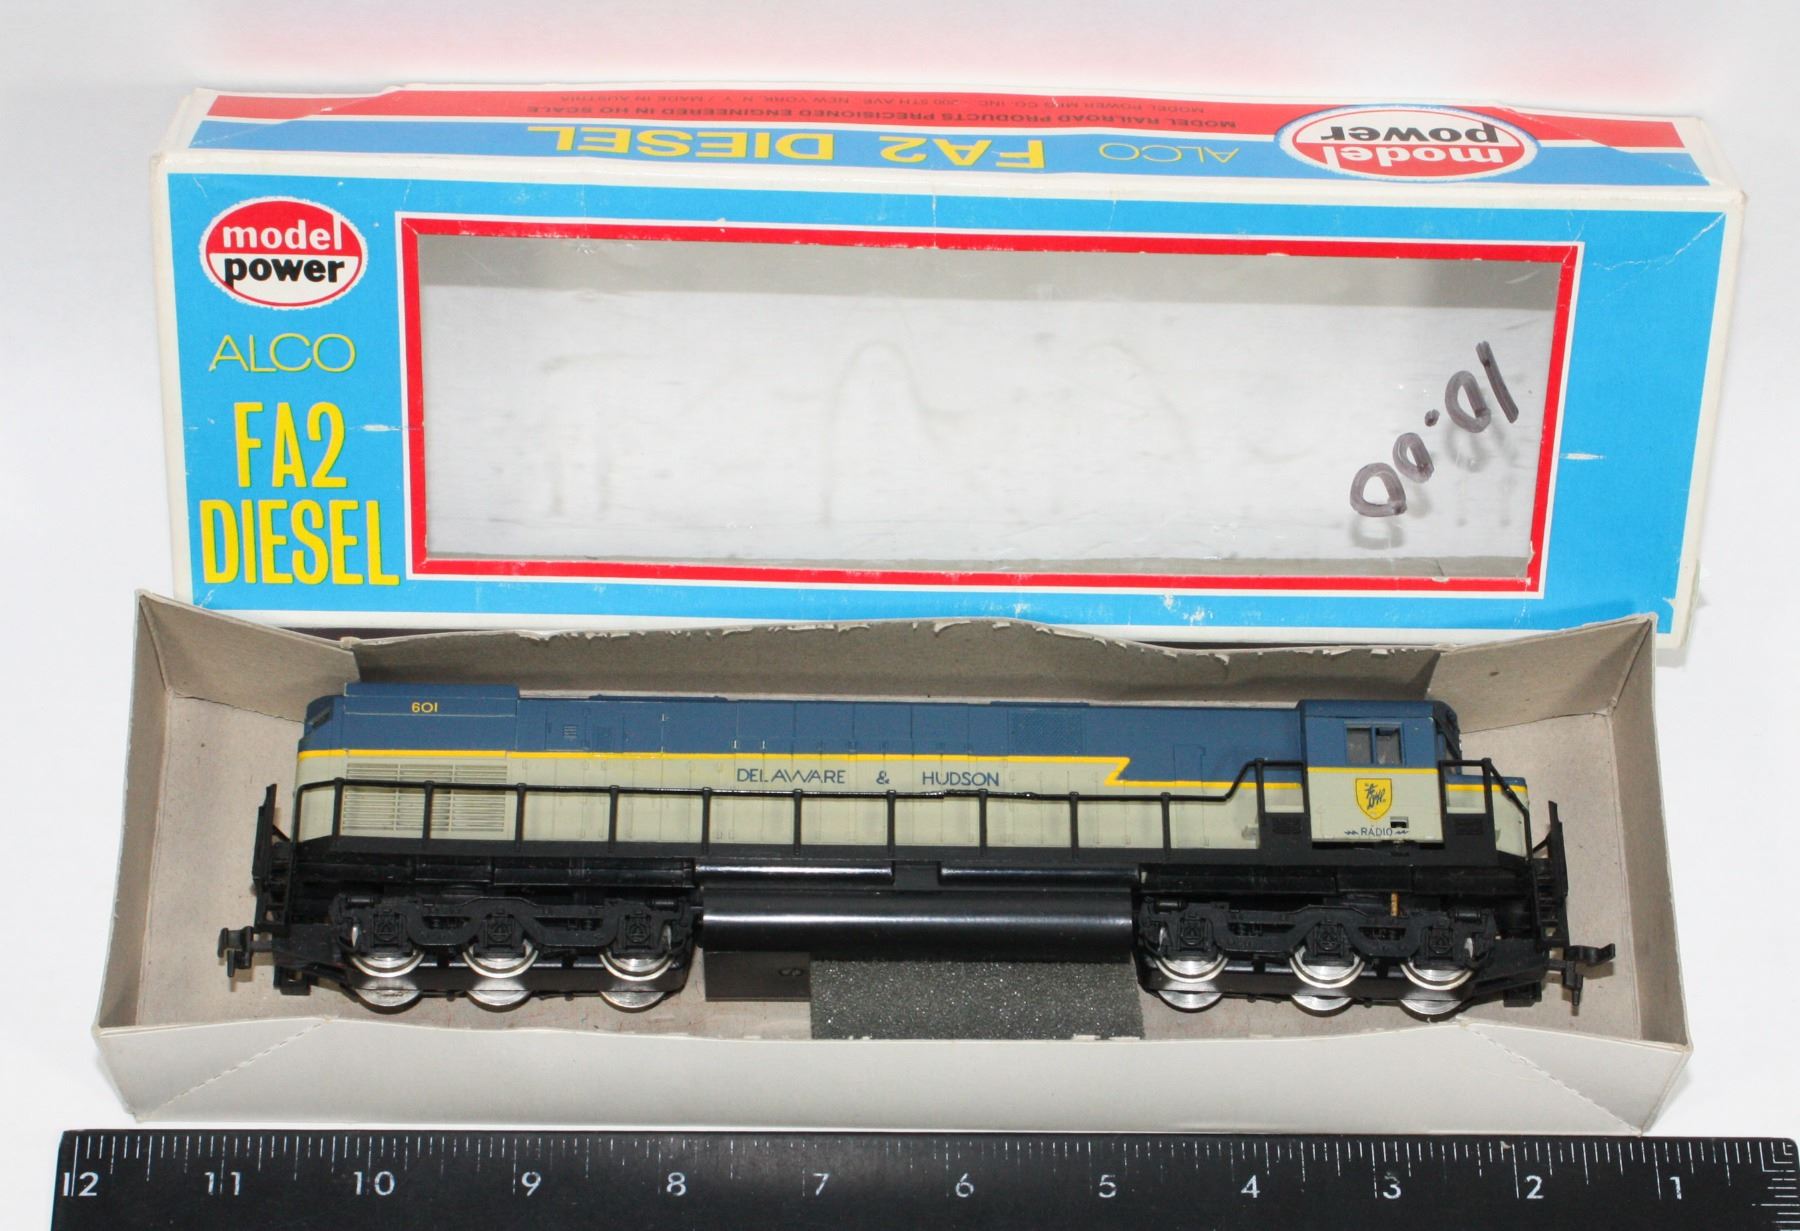 MODEL POWER MFG CO. INC. - 200 5TH AVE. NEW YORK, N. Y. / MADE IN AUSTRIA
MODEL RAILROAD PRODUCTS PRECISIONED ENGINEERED IN HO SCALE
model power
ALCO FA2 DIESEL
model
power
ALCO
FA2
DIESEL
10.00
601
DELAWARE & HUDSON
RADIO
12 11 10 9 8 7 6 5 4 3 2 1